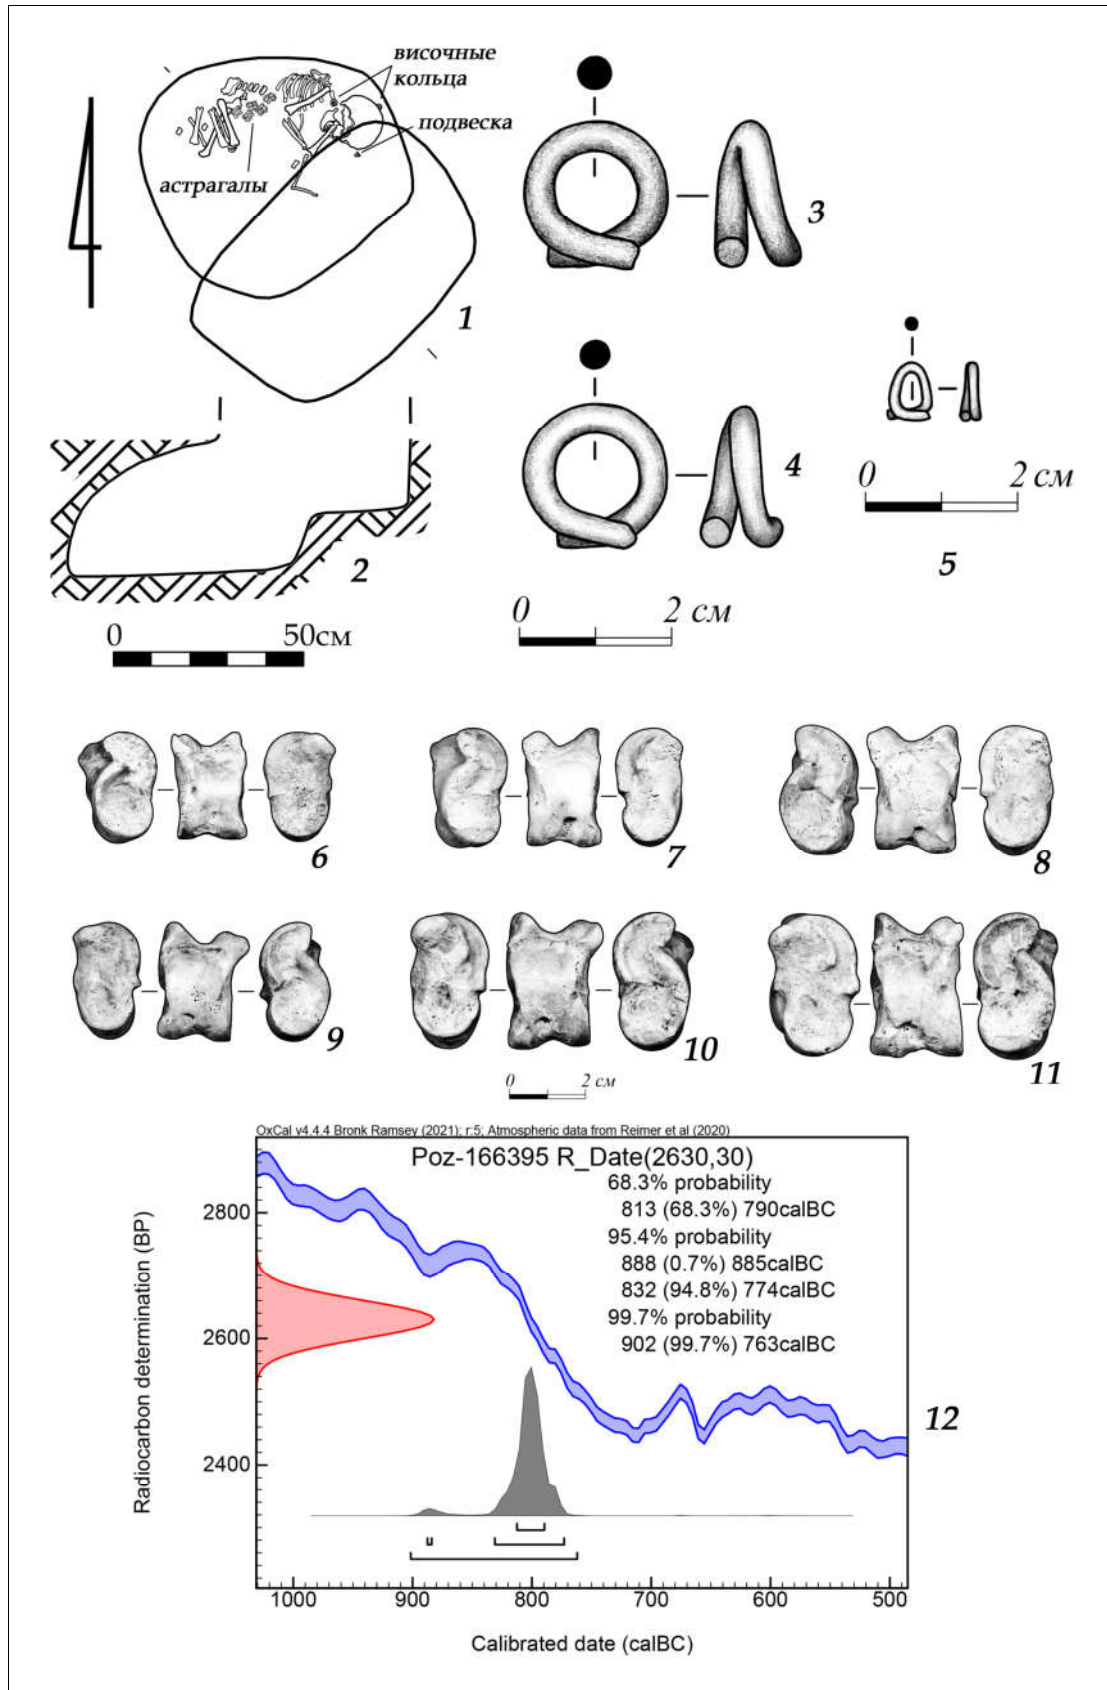 височные
кольца
подвеска
астрагалы
1
3
2
4
5
0 50см
0 2 см
0 2 см
6
7
8
9
10
11
0 2 см
OxCal v4.4.4 Bronk Ramsey (2021); r:5; Atmospheric data from Reimer et al (2020)
Poz-166395 R_Date(2630,30)
68.3% probability
813 (68.3%) 790calBC
95.4% probability
888 (0.7%) 885calBC
832 (94.8%) 774calBC
99.7% probability
902 (99.7%) 763calBC
Radiocarbon determination (BP)
2800
2600
2400
12
1000 900 800 700 600 500
Calibrated date (calBC)